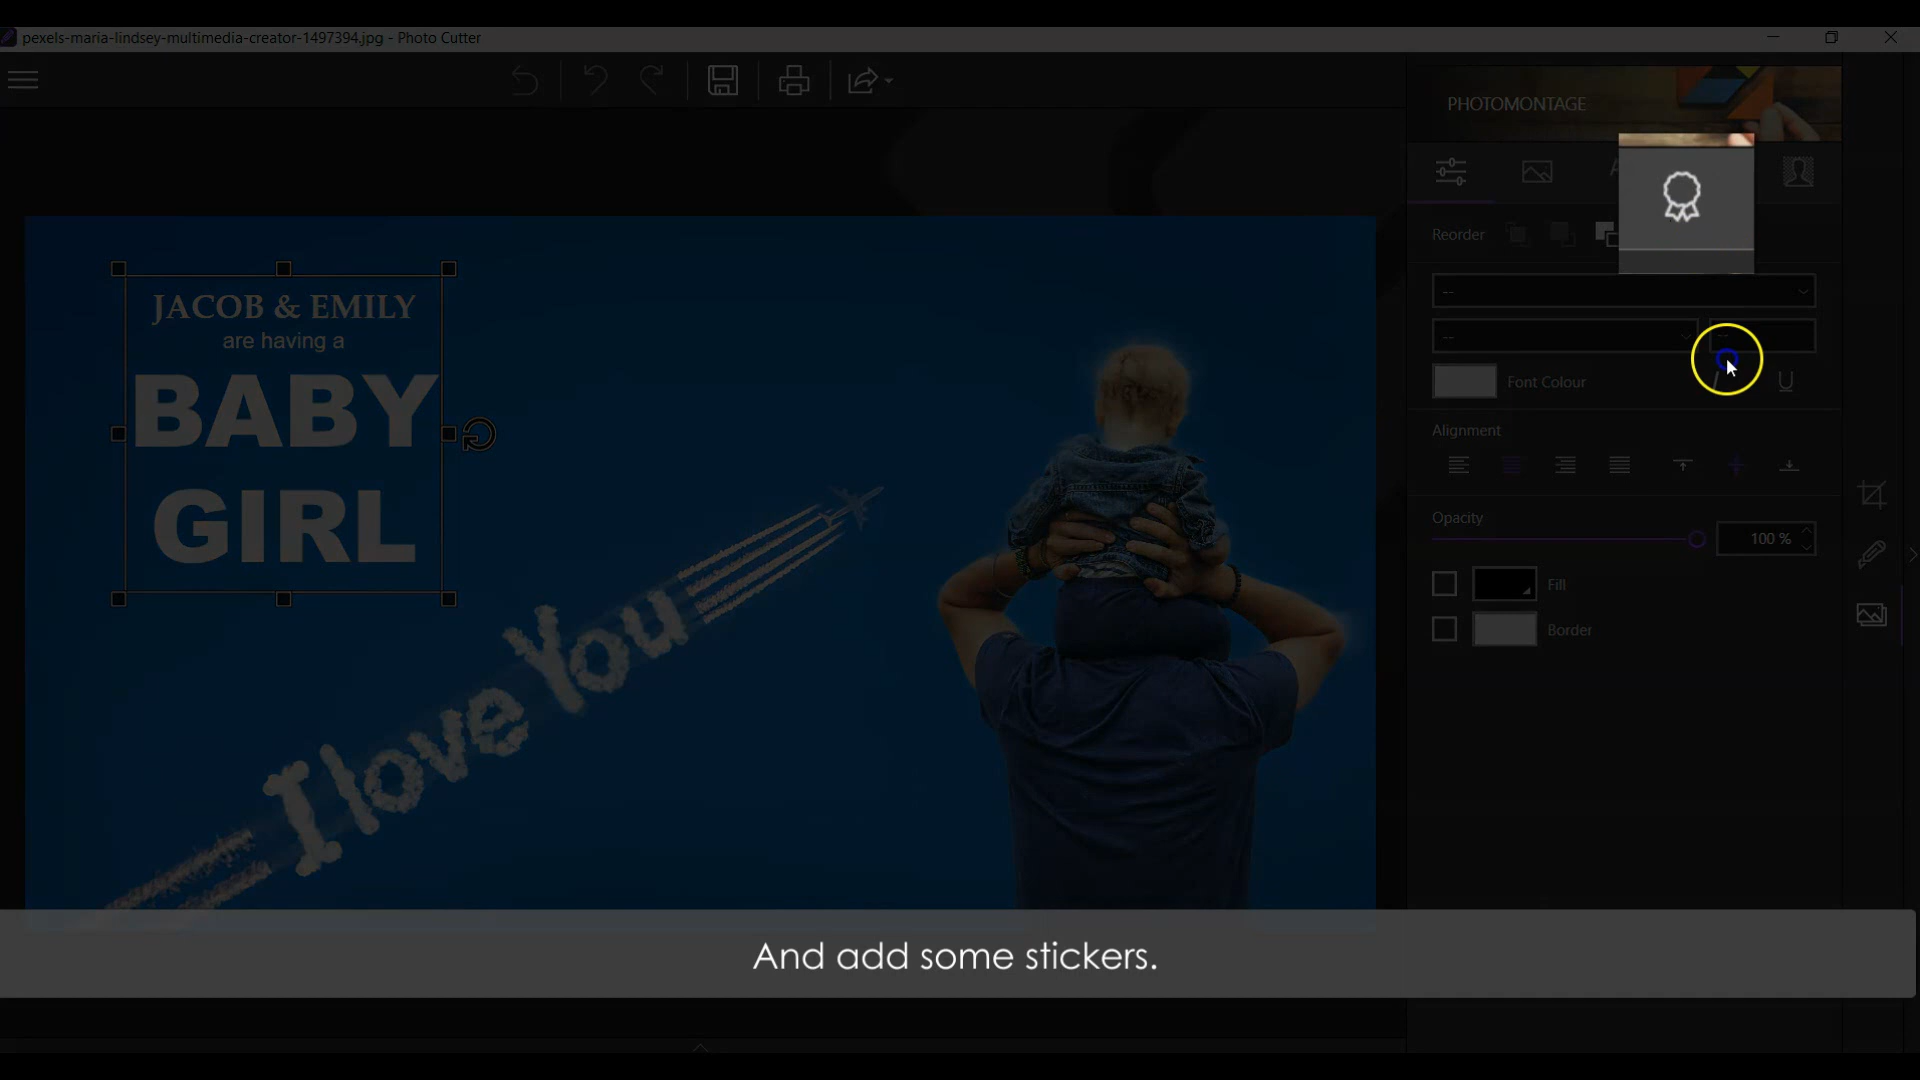 pexels-maria-lindsey-multimedia-creator-1497394.jpg - Photo Cutter
PHOTOMONTAGE
Reorder
JACOB & EMILY
are having a
BABY
GIRL
--
--
Font Colour
I
U
Alignment
Opacity
100 %
Fill
Border
I love You
And add some stickers.